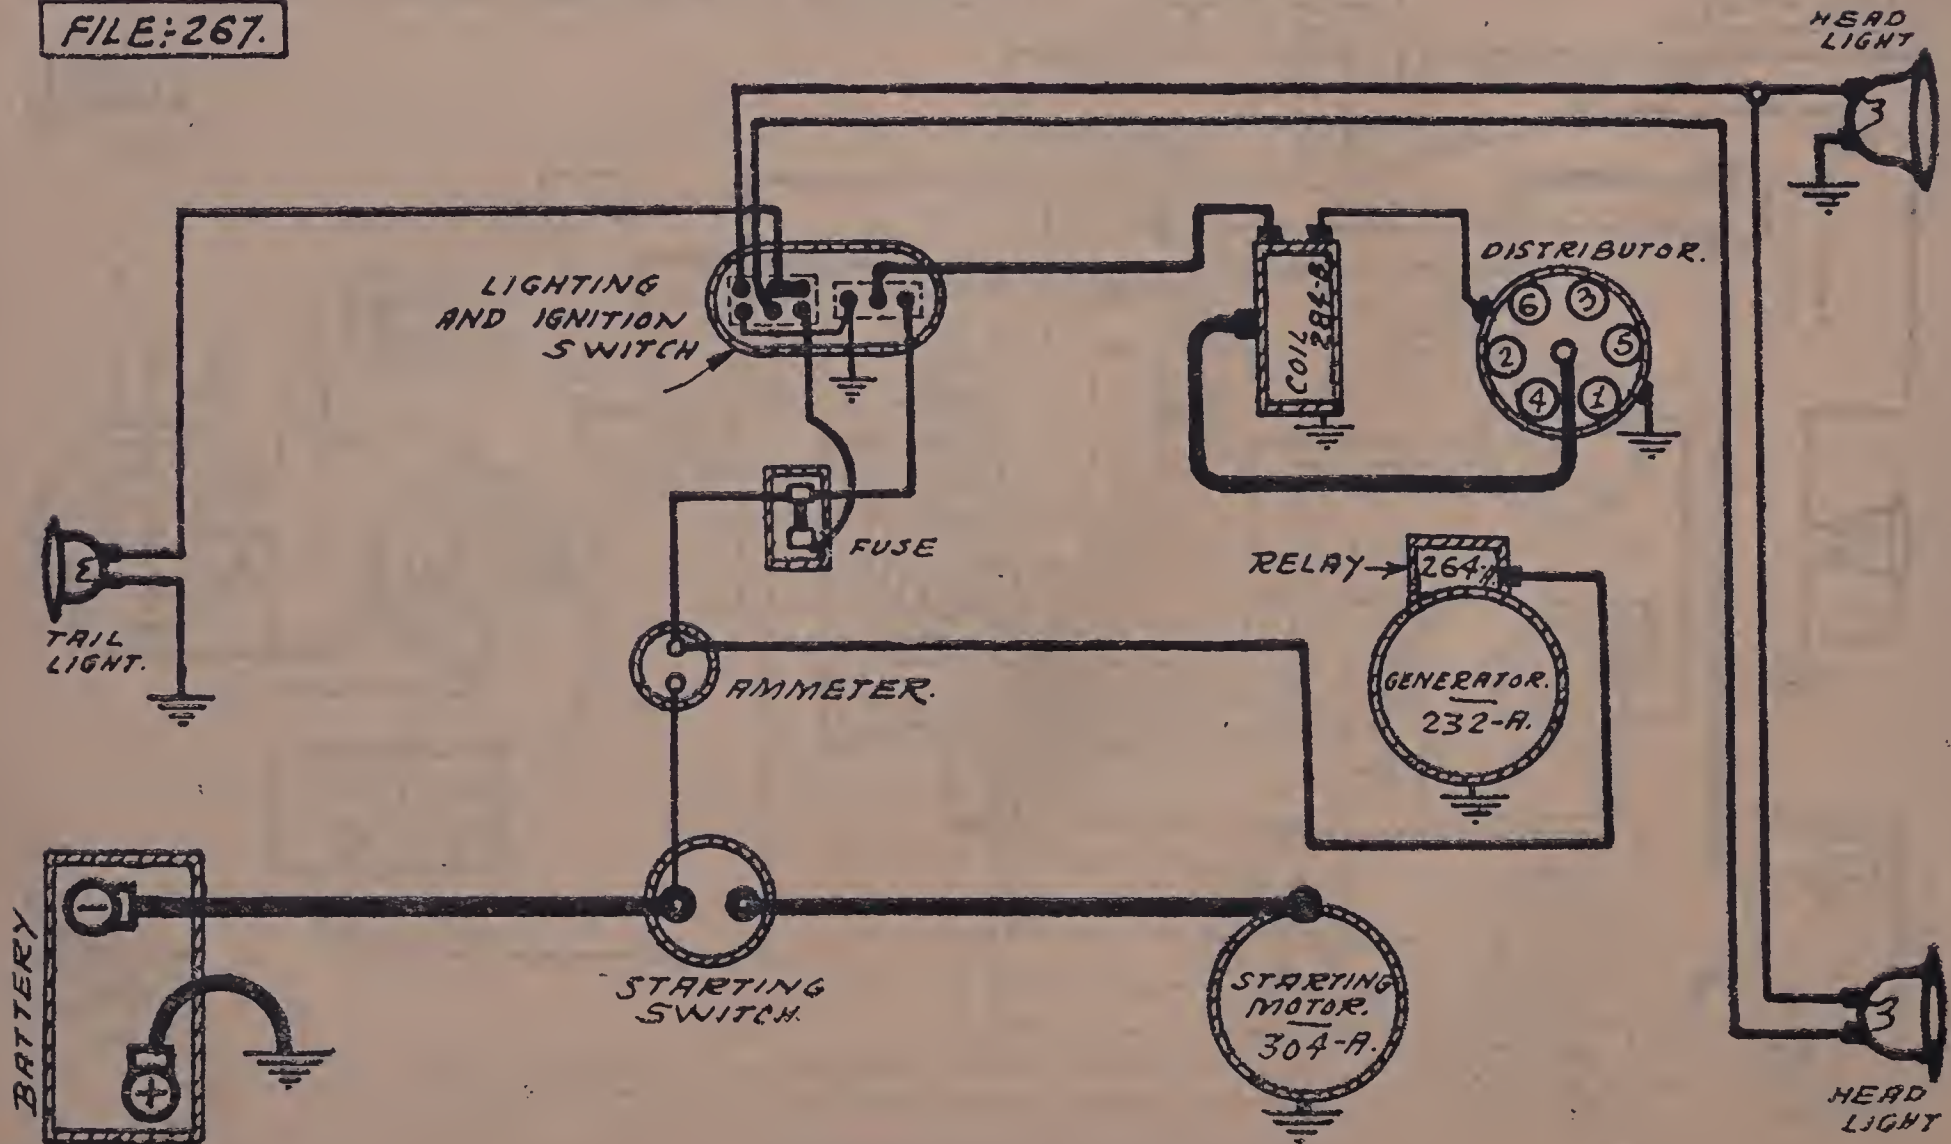 FILE:-267.
HEAD
LIGHT
LIGHTING
AND IGNITION
SWITCH
COIL
284-B
DISTRIBUTOR.
6
3
2
5
4
1
FUSE
RELAY
264-A.
TAIL
LIGHT.
AMMETER.
GENERATOR.
232-A.
BATTERY
-
+
STARTING
SWITCH.
STARTING
MOTOR.
304-A.
HEAD
LIGHT